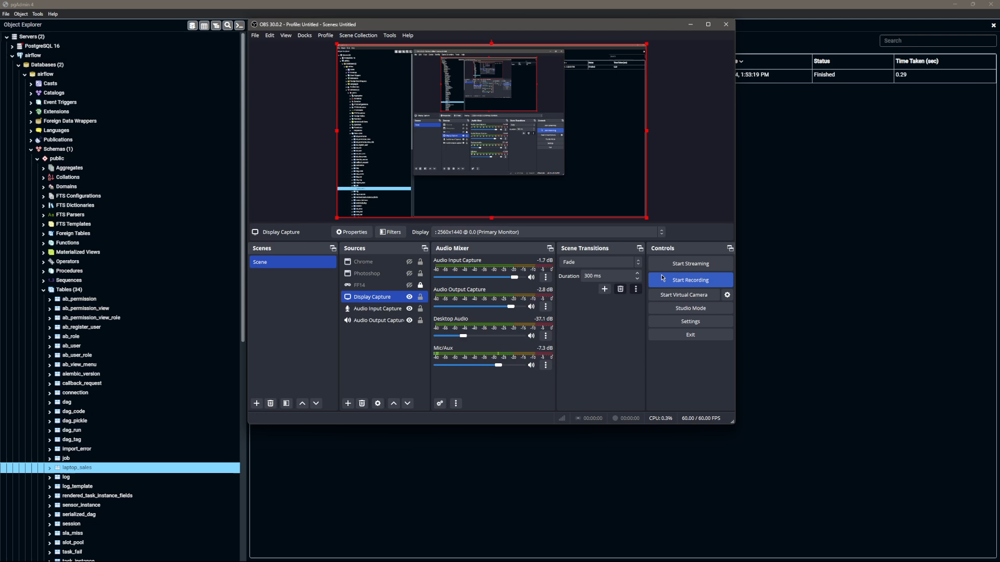 pgAdmin 4
File Object Tools Help
Object Explorer
Servers (2)
PostgreSQL 16
airflow
Databases (2)
airflow
Casts
Catalogs
Event Triggers
Extensions
Foreign Data Wrappers
Languages
Publications
Schemas (1)
public
Aggregates
Collations
Domains
FTS Configurations
FTS Dictionaries
FTS Parsers
FTS Templates
Foreign Tables
Functions
Materialized Views
Operators
Procedures
Sequences
Tables (34)
ab_permission
ab_permission_view
ab_permission_view_role
ab_register_user
ab_role
ab_user
ab_user_role
ab_view_menu
alembic_version
callback_request
connection
dag
dag_code
dag_pickle
dag_run
dag_tag
import_error
job
laptop_sales
log
log_template
rendered_task_instance_fields
sensor_instance
serialized_dag
session
sla_miss
slot_pool
task_fail
task_instance
OBS 30.0.2 - Profile: Untitled - Scenes: Untitled
File Edit View Docks Profile Scene Collection Tools Help
Display Capture Properties Filters Display : 2560x1440 @ 0,0 (Primary Monitor)
Scenes
Scene
Sources
Chrome
Photoshop
FF14
Display Capture
Audio Input Capture
Audio Output Captur
Audio Mixer
Audio Input Capture -1.7 dB
-60 -55 -50 -45 -40 -35 -30 -25 -20 -15 -10 -5 0
Audio Output Capture -2.8 dB
-60 -55 -50 -45 -40 -35 -30 -25 -20 -15 -10 -5 0
Desktop Audio -37.1 dB
-60 -55 -50 -45 -40 -35 -30 -25 -20 -15 -10 -5 0
Mic/Aux -7.3 dB
-60 -55 -50 -45 -40 -35 -30 -25 -20 -15 -10 -5 0
Scene Transitions
Fade
Duration 300 ms
Controls
Start Streaming
Start Recording
Start Virtual Camera
Studio Mode
Settings
Exit
00:00:00 00:00:00 CPU: 0.3% 60.00 / 60.00 FPS
Search
Status Time Taken (sec)
4, 1:53:19 PM Finished 0.29